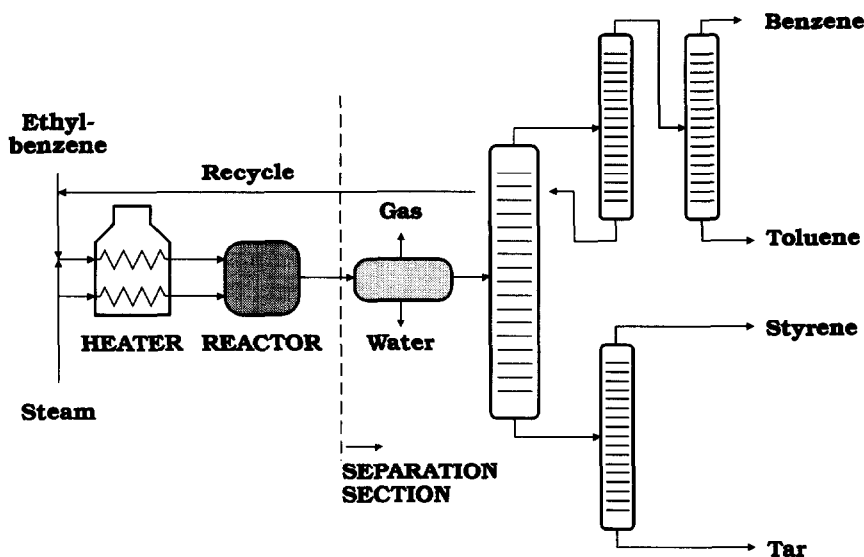 Benzene
Ethyl-
benzene
Recycle
Gas
Toluene
HEATER
REACTOR
Water
Styrene
Steam
SEPARATION
SECTION
Tar